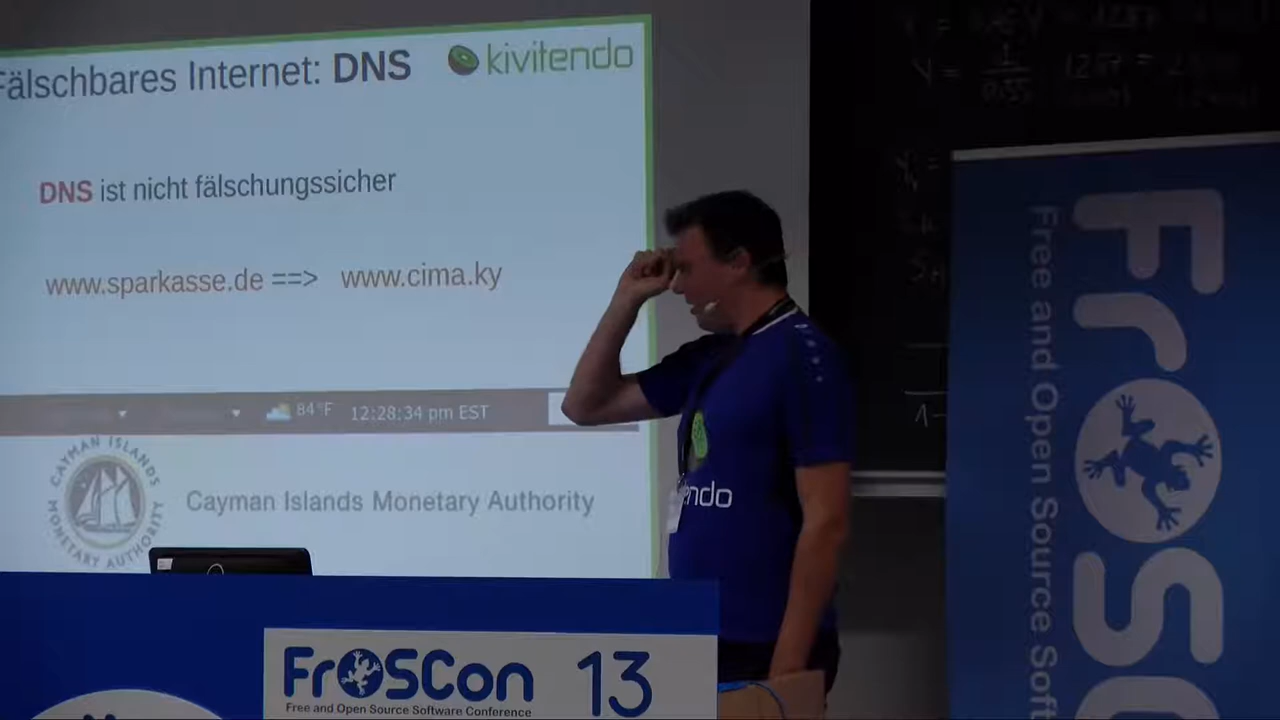 Fälschbares Internet: DNS
kivitendo
DNS ist nicht fälschungssicher
www.sparkasse.de ==> www.cima.ky
84°F 12:28:34 pm EST
CAYMAN ISLANDS
MONETARY AUTHORITY
Cayman Islands Monetary Authority
endo
FrOSCon 13
Free and Open Source Software Conference
FrOSC
Free and Open Source Soft